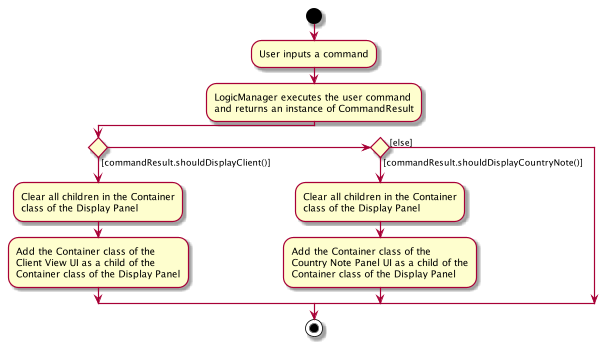 User inputs a command
LogicManager executes the user command
and returns an instance of CommandResult
[else]
[commandResult.shouldDisplayClient()]
[commandResult.shouldDisplayCountryNote()]
Clear all children in the Container
class of the Display Panel
Clear all children in the Container
class of the Display Panel
Add the Container class of the
Client View UI as a child of the
Container class of the Display Panel
Add the Container class of the
Country Note Panel UI as a child of the
Container class of the Display Panel